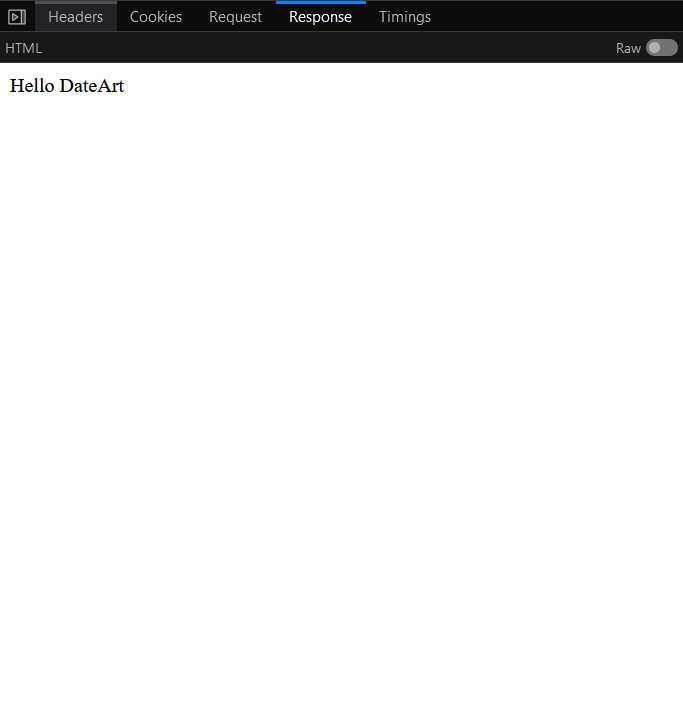 Headers Cookies Request Response Timings
HTML Raw
Hello DateArt